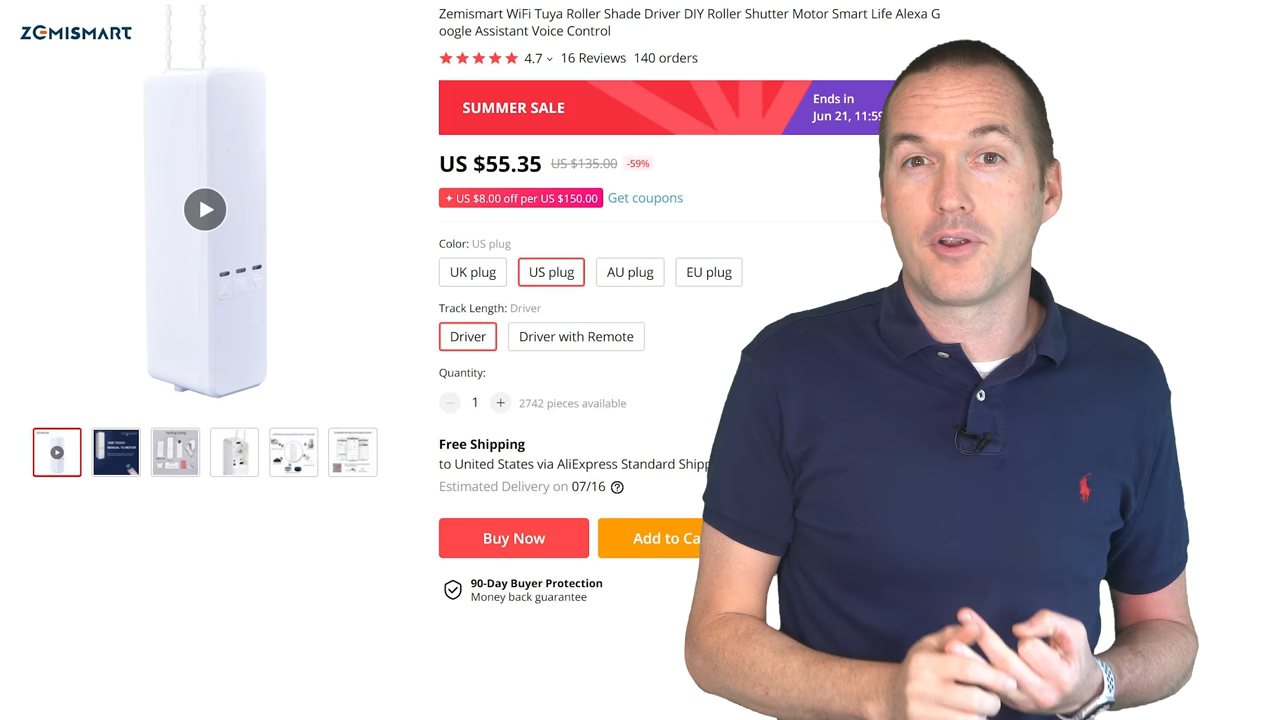 ZEMISMART
Zemismart WiFi Tuya Roller Shade Driver DIY Roller Shutter Motor Smart Life Alexa G
oogle Assistant Voice Control
4.7 16 Reviews 140 orders
SUMMER SALE
Ends in
Jun 21, 11:59
US $55.35 US $135.00 -59%
+ US $8.00 off per US $150.00 Get coupons
Color: US plug
UK plug US plug AU plug EU plug
Track Length: Driver
Driver Driver with Remote
Quantity:
− 1 + 2742 pieces available
Free Shipping
to United States via AliExpress Standard Shipp
Estimated Delivery on 07/16 ?
Buy Now Add to Ca
90-Day Buyer Protection
Money back guarantee